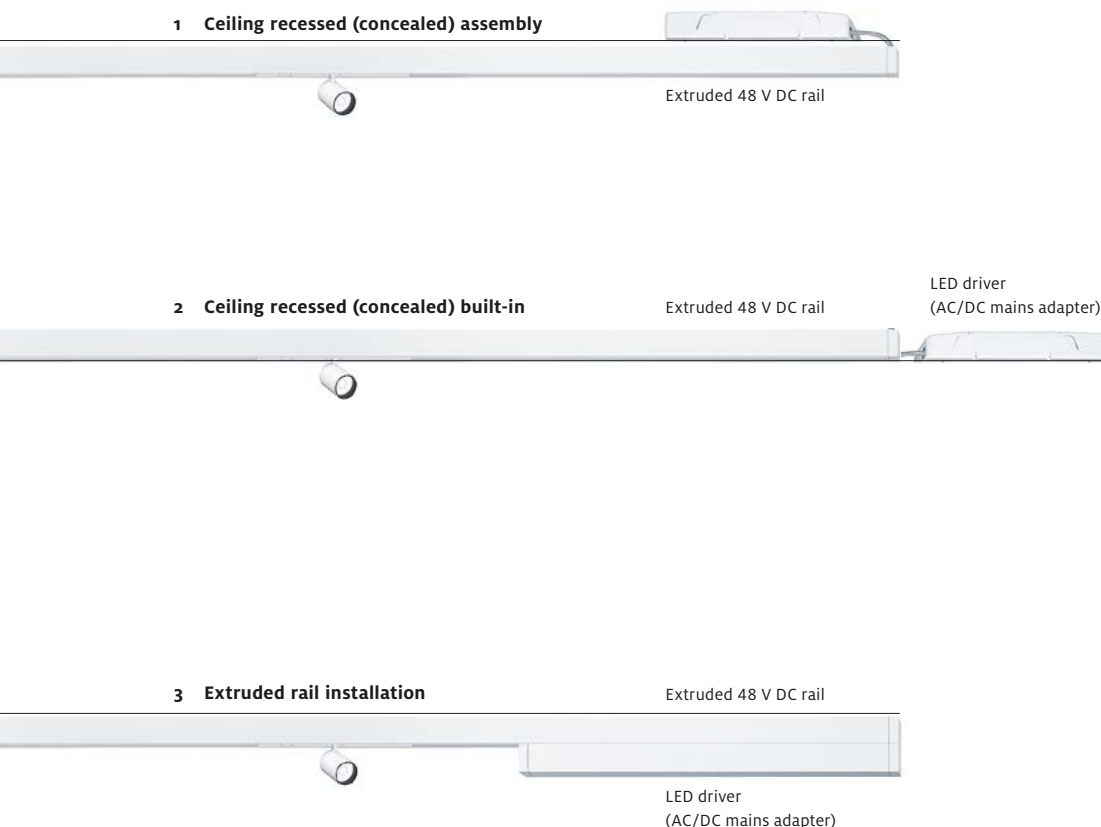 1 Ceiling recessed (concealed) assembly
Extruded 48 V DC rail
2 Ceiling recessed (concealed) built-in
Extruded 48 V DC rail
LED driver
(AC/DC mains adapter)
3 Extruded rail installation
Extruded 48 V DC rail
LED driver
(AC/DC mains adapter)